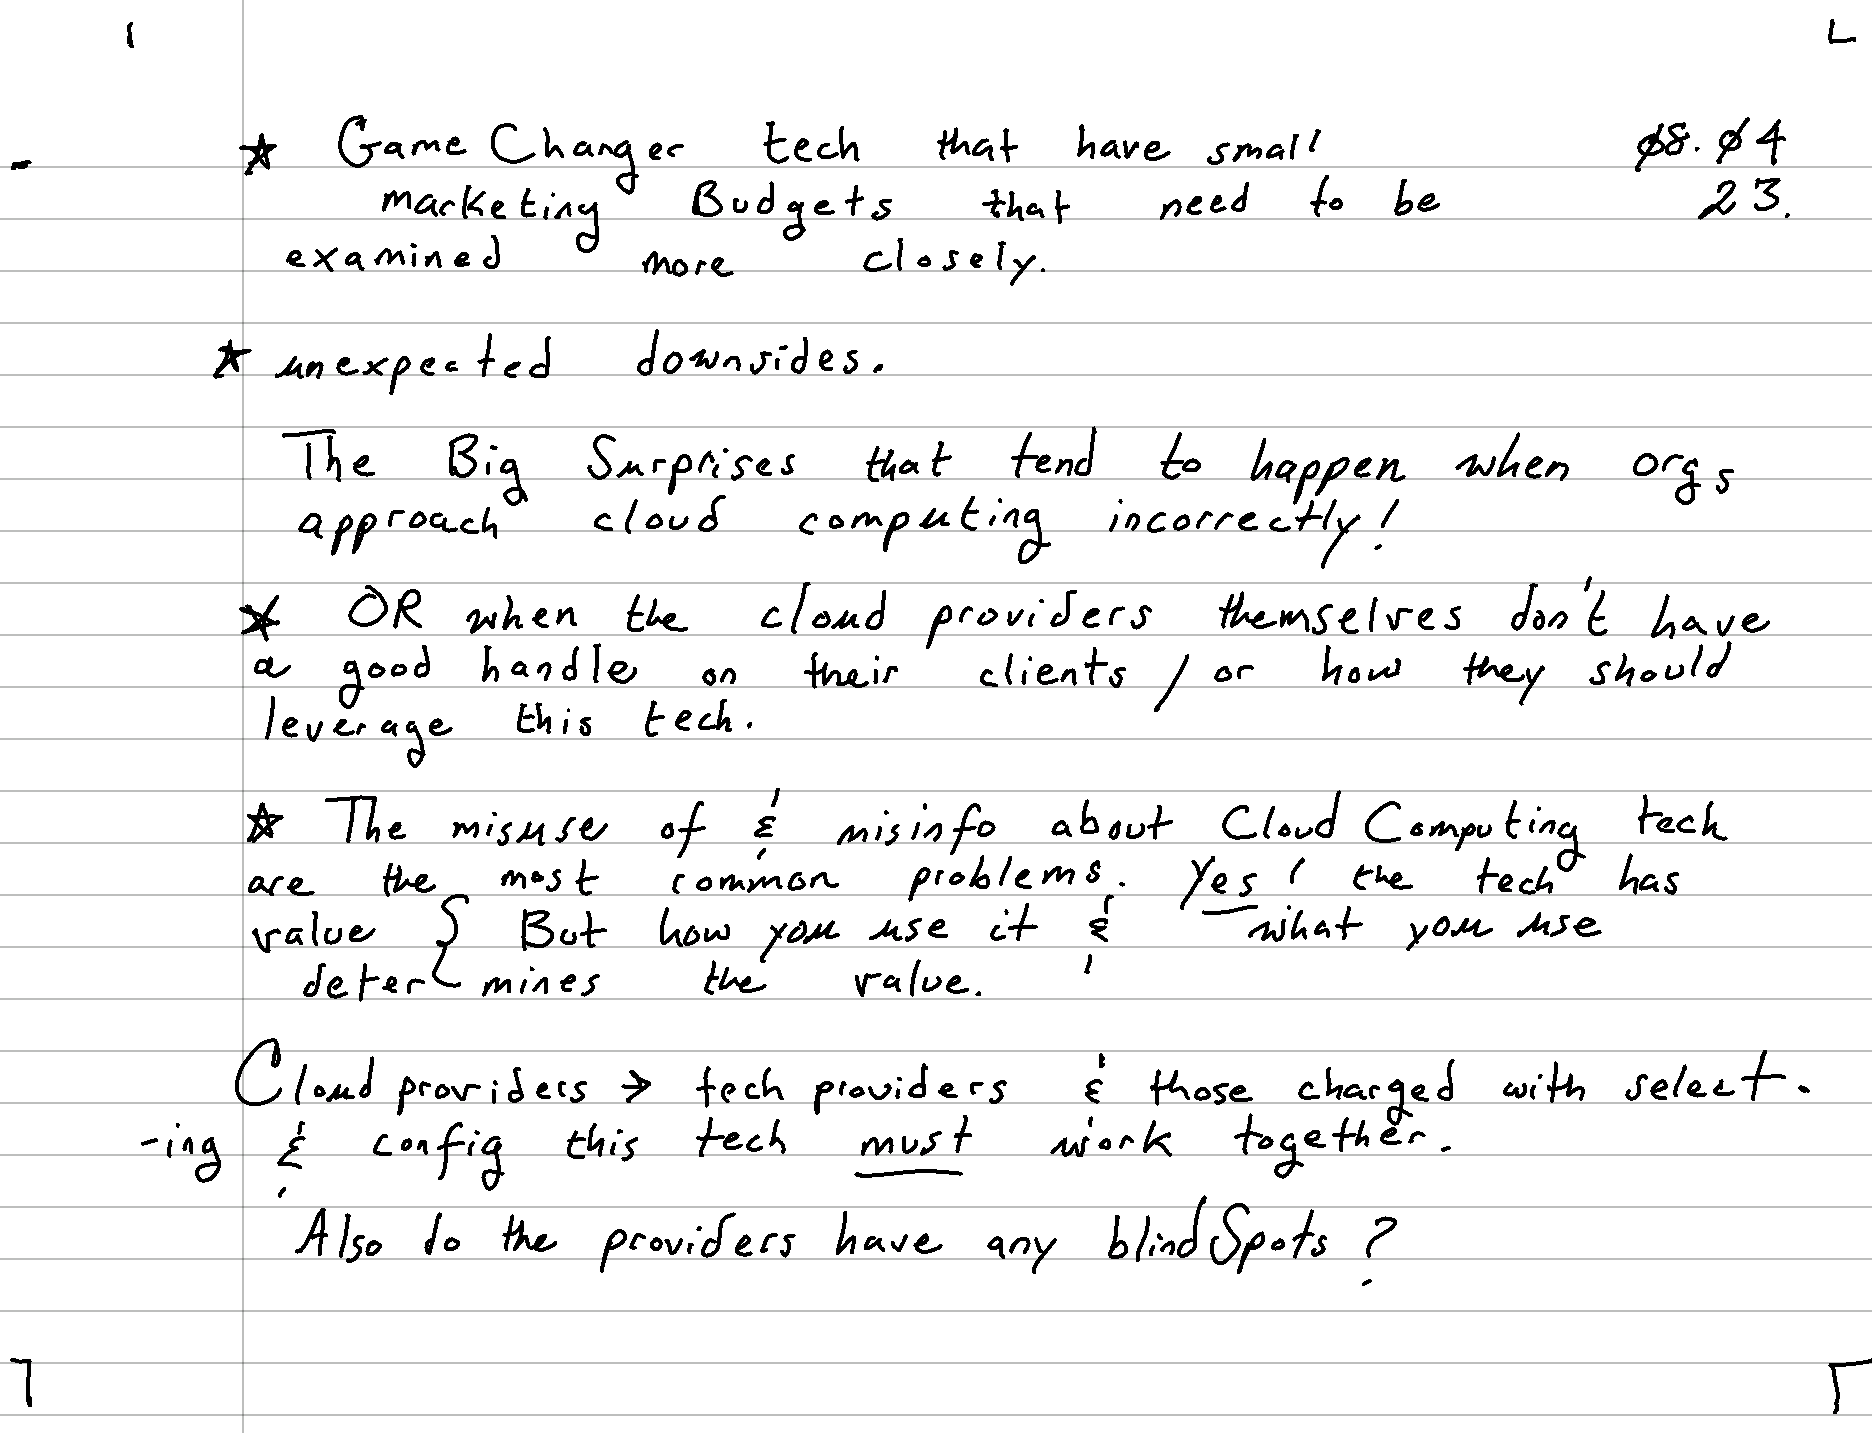 ★ Game Changer tech that have small 08.04
marketing Budgets that need to be 23.
examined more closely.
★ unexpected downsides.
The Big Surprises that tend to happen when orgs
approach cloud computing incorrectly!
★ OR when the cloud providers themselves don't have
a good handle on their clients / or how they should
leverage this tech.
★ The misuse of & misinfo about Cloud Computing tech
are the most common problems. Yes! the tech has
value { But how you use it & what you use
determines the value.
Cloud providers → tech providers & those charged with select-
-ing & config this tech must work together.
Also do the providers have any blindSpots?